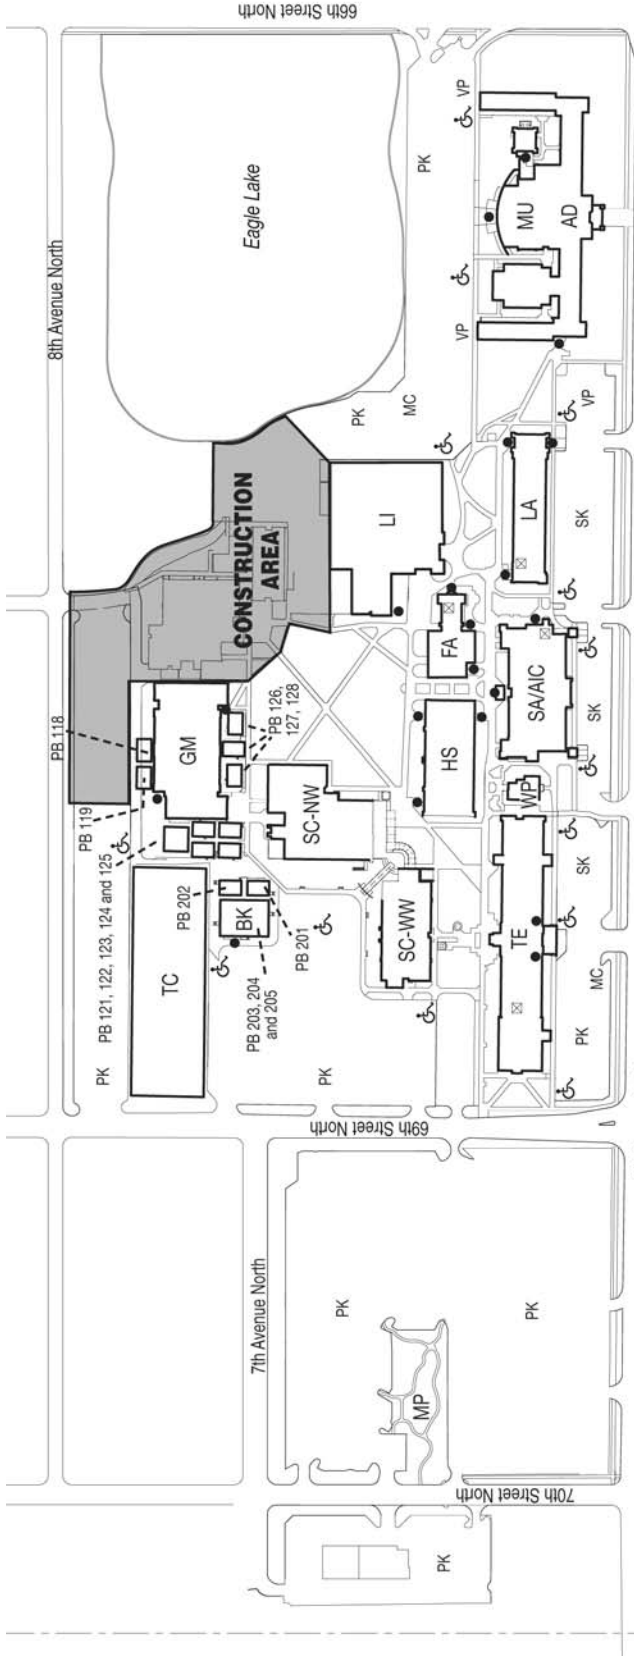 66th Street North
8th Avenue North
Eagle Lake
PK
VP
MU
AD
VP
PK
MC
VP
CONSTRUCTION
AREA
LI
LA
SK
FA
SA/AIC
SK
PB 118
PB 119
GM
PB 126,
127, 128
HS
WP
SC-NW
PB 121, 122, 123, 124 and 125
PB 202
BK
PB 201
PB 203, 204
and 205
TC
SC-WW
TE
SK
MC
PK
PK
PK
69th Street North
7th Avenue North
PK
PK
MP
70th Street North
PK